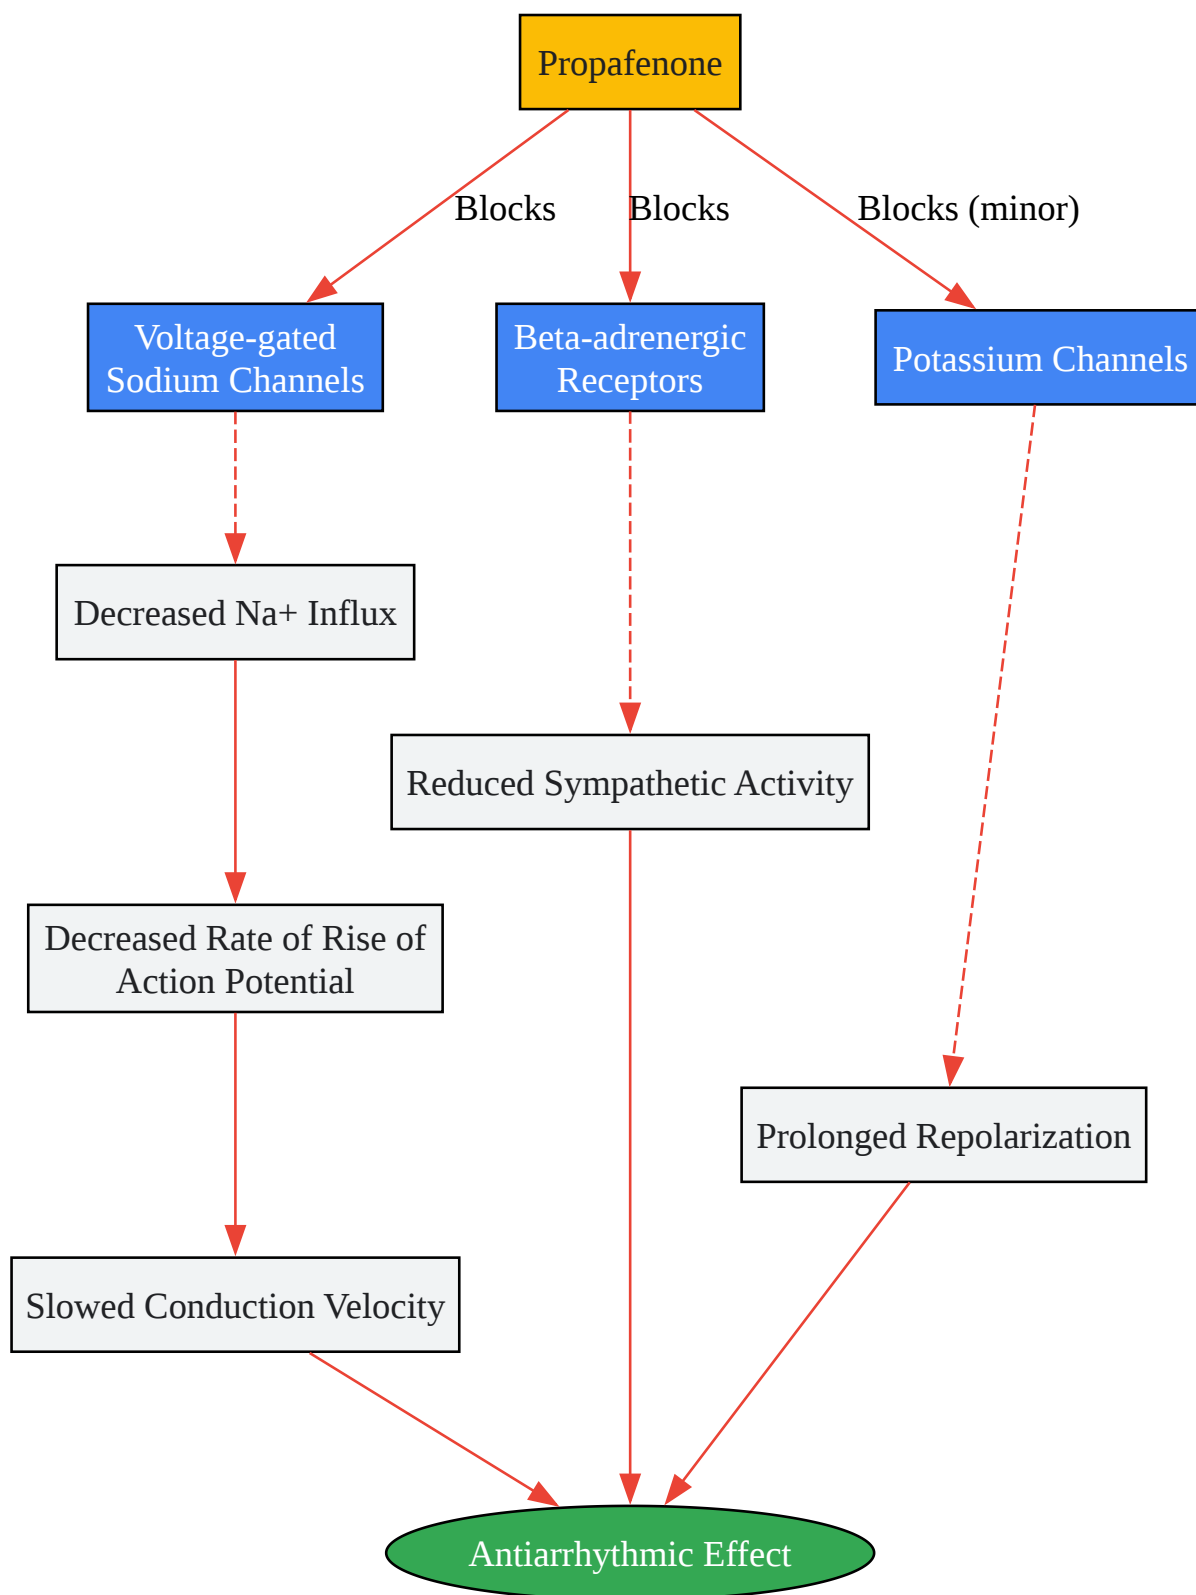 Propafenone
Blocks
Blocks
Blocks (minor)
Voltage-gated
Sodium Channels
Beta-adrenergic
Receptors
Potassium Channels
Decreased Na+ Influx
Reduced Sympathetic Activity
Decreased Rate of Rise of
Action Potential
Prolonged Repolarization
Slowed Conduction Velocity
Antiarrhythmic Effect